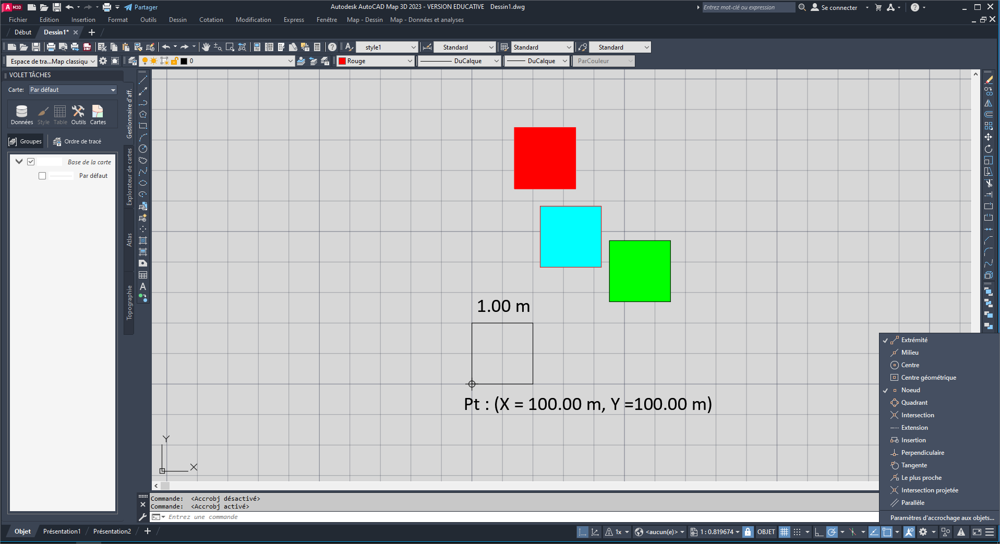 A M3D Partager Autodesk AutoCAD Map 3D 2023 - VERSION EDUCATIVE Dessin1.dwg Entrez mot-clé ou expression Se connecter
Fichier Edition Insertion Format Outils Dessin Cotation Modification Express Fenêtre Map - Dessin Map - Données et analyses
Début Dessin1*
DWF style1 Standard Standard Standard
Espace de tra...Map classiqu 0 Rouge DuCalque DuCalque ParCouleur
VOLET TÂCHES
Carte: Par défaut
Données Style Table Outils Cartes
Groupes Ordre de tracé
Base de la carte
Par défaut
Gestionnaire d'aff.
Explorateur de cartes
Atlas
Topographie
A
1.00 m
Pt : (X = 100.00 m, Y =100.00 m)
Y
X
Extrémité
Milieu
Centre
Centre géométrique
Noeud
Quadrant
Intersection
Extension
Insertion
Perpendiculaire
Tangente
Le plus proche
Intersection projetée
Parallèle
Paramètres d'accrochage aux objets...
Commande: <Accrobj désactivé>
Commande: <Accrobj activé>
Entrez une commande
Objet Présentation1 Présentation2 1x <aucun(e)> 1 : 0.819674 OBJET